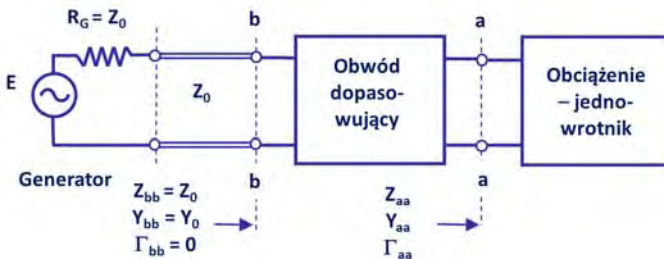 R_G = Z_0
b
a
E
Z_0
Obwód
dopaso-
wujący
Obciążenie
– jedno-
wrotnik
Generator
b
a
Z_bb = Z_0
Y_bb = Y_0
Γ_bb = 0
Z_aa
Y_aa
Γ_aa